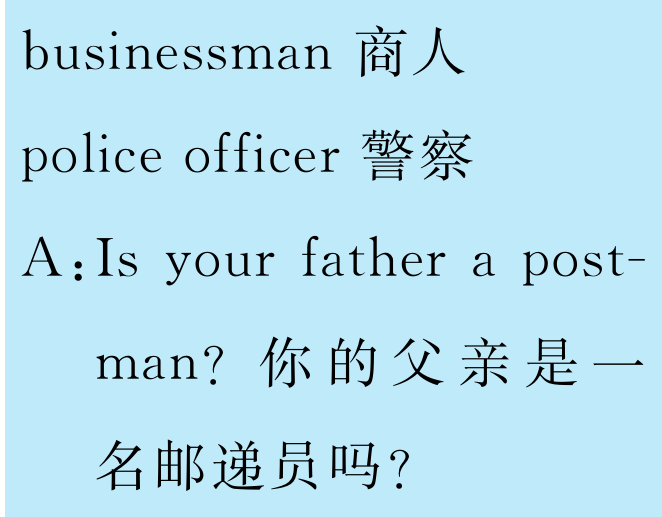 businessman 商人
police officer 警察
A:Is your father a post-
man? 你的父亲是一
名邮递员吗?